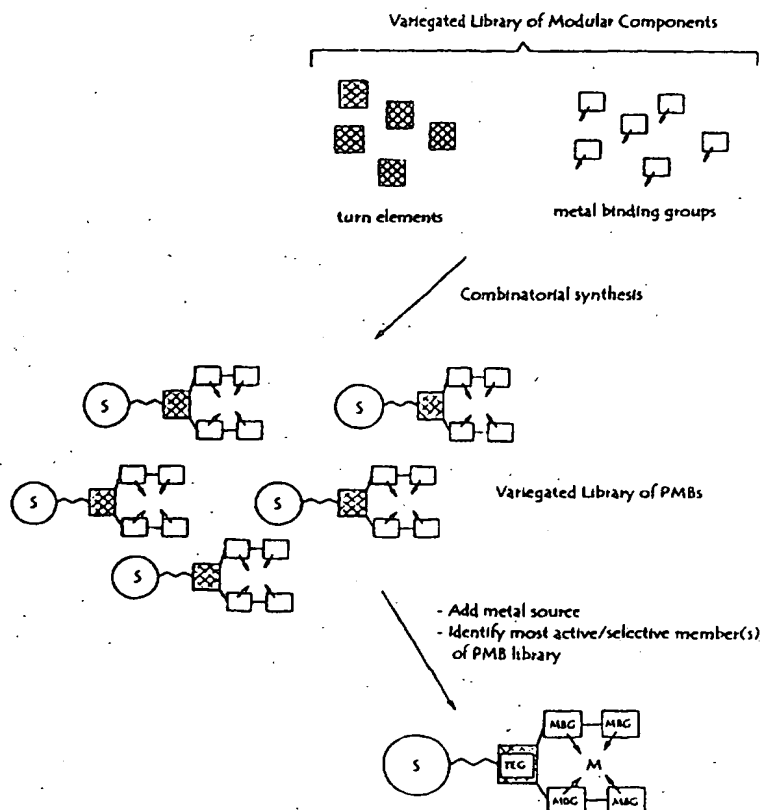 Variegated Library of Modular Components
turn elements
metal binding groups
Combinatorial synthesis
S
S
S
S
Variegated Library of PMBs
S
- Add metal source
- Identify most active/selective member(s)
of PMB library
MBG MBG
S TEG M
MBG MBG